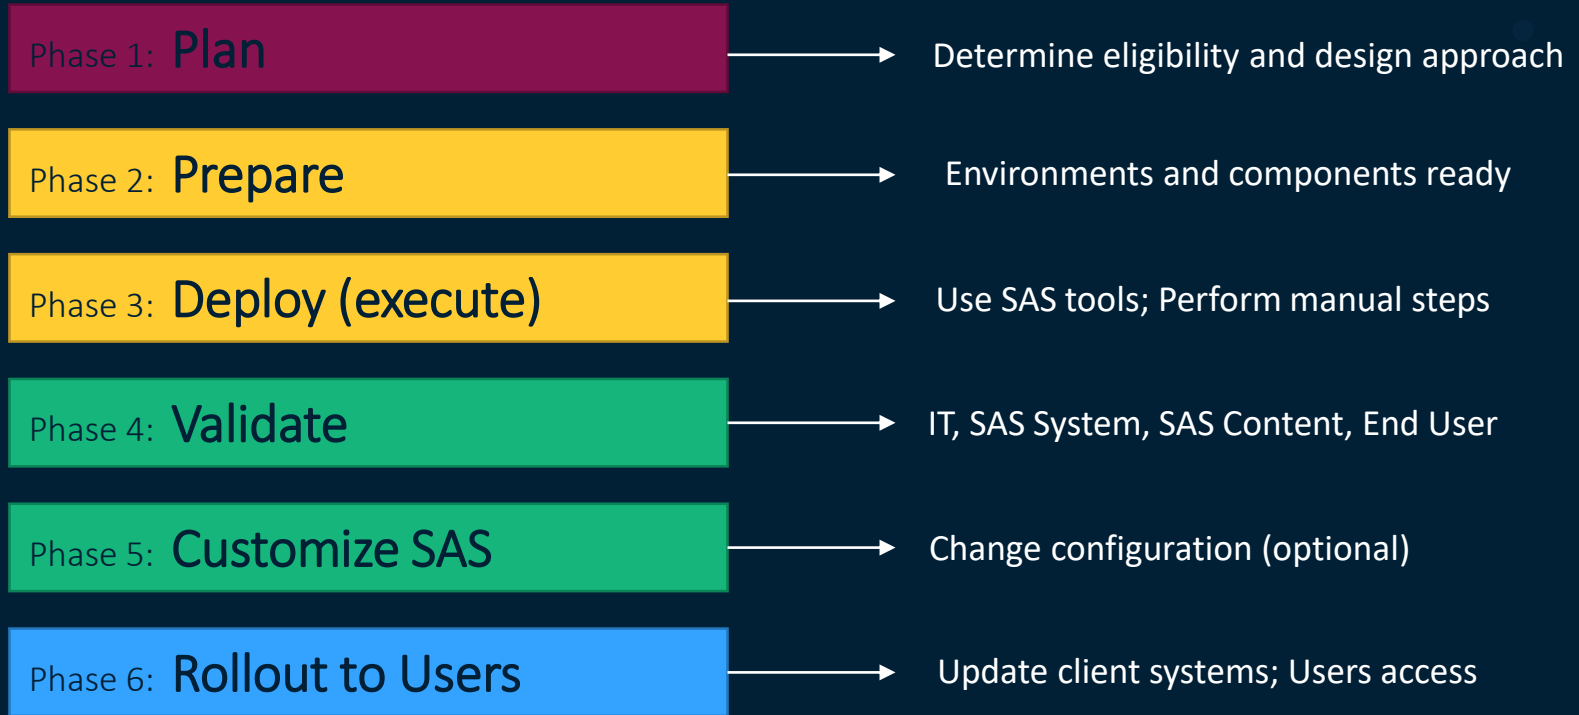 Phase 1: Plan
Determine eligibility and design approach
Phase 2: Prepare
Environments and components ready
Phase 3: Deploy (execute)
Use SAS tools; Perform manual steps
Phase 4: Validate
IT, SAS System, SAS Content, End User
Phase 5: Customize SAS
Change configuration (optional)
Phase 6: Rollout to Users
Update client systems; Users access